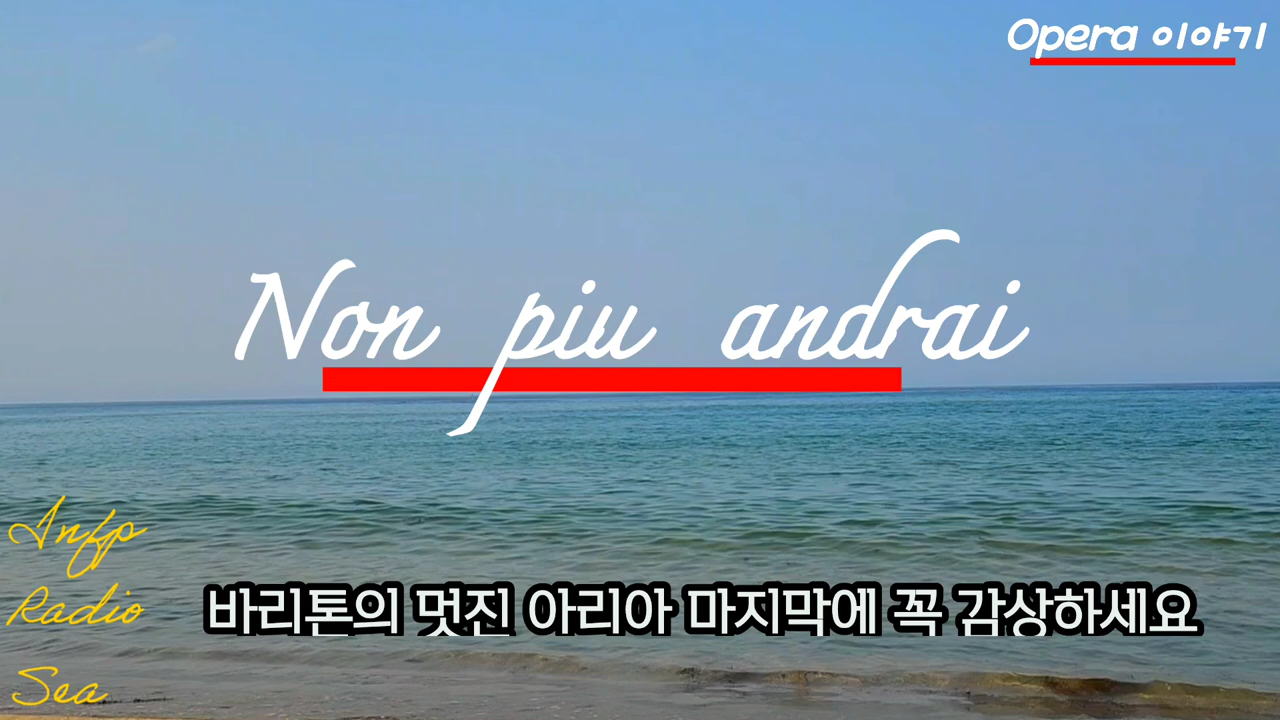 Opera 이야기
Non piu andrai
Infp
Radio
Sea
바리톤의 멋진 아리아 마지막에 꼭 감상하세요